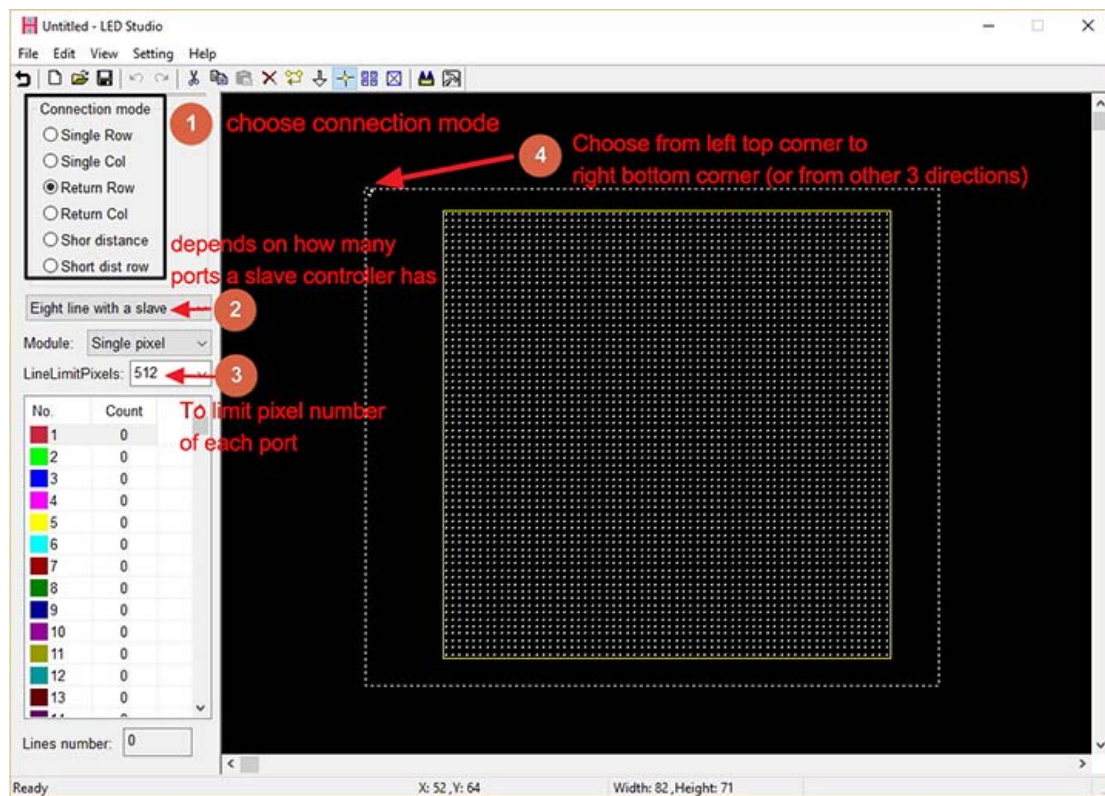 Untitled - LED Studio
File Edit View Setting Help
Connection mode
Single Row
Single Col
Return Row
Return Col
Shor distance
Short dist row
1 choose connection mode
4 Choose from left top corner to
right bottom corner (or from other 3 directions)
depends on how many
ports a slave controller has
Eight line with a slave
2
Module: Single pixel
LineLimitPixels: 512
3
To limit pixel number
of each port
No. Count
1 0
2 0
3 0
4 0
5 0
6 0
7 0
8 0
9 0
10 0
11 0
12 0
13 0
Lines number: 0
Ready X: 52 ,Y: 64 Width: 82 ,Height: 71